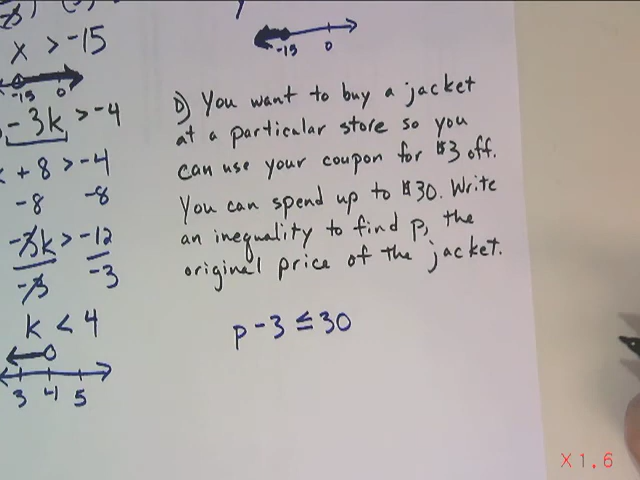 x > -15
-15 0
-15 0
- 3k > -4
+ 8 > -4
-8 -8
-3k > -12
-3 -3
k < 4
3 4 5
D) You want to buy a jacket
at a particular store so you
can use your coupon for $3 off.
You can spend up to $30. Write
an inequality to find p, the
original price of the jacket.
p - 3 ≤ 30
X1.6